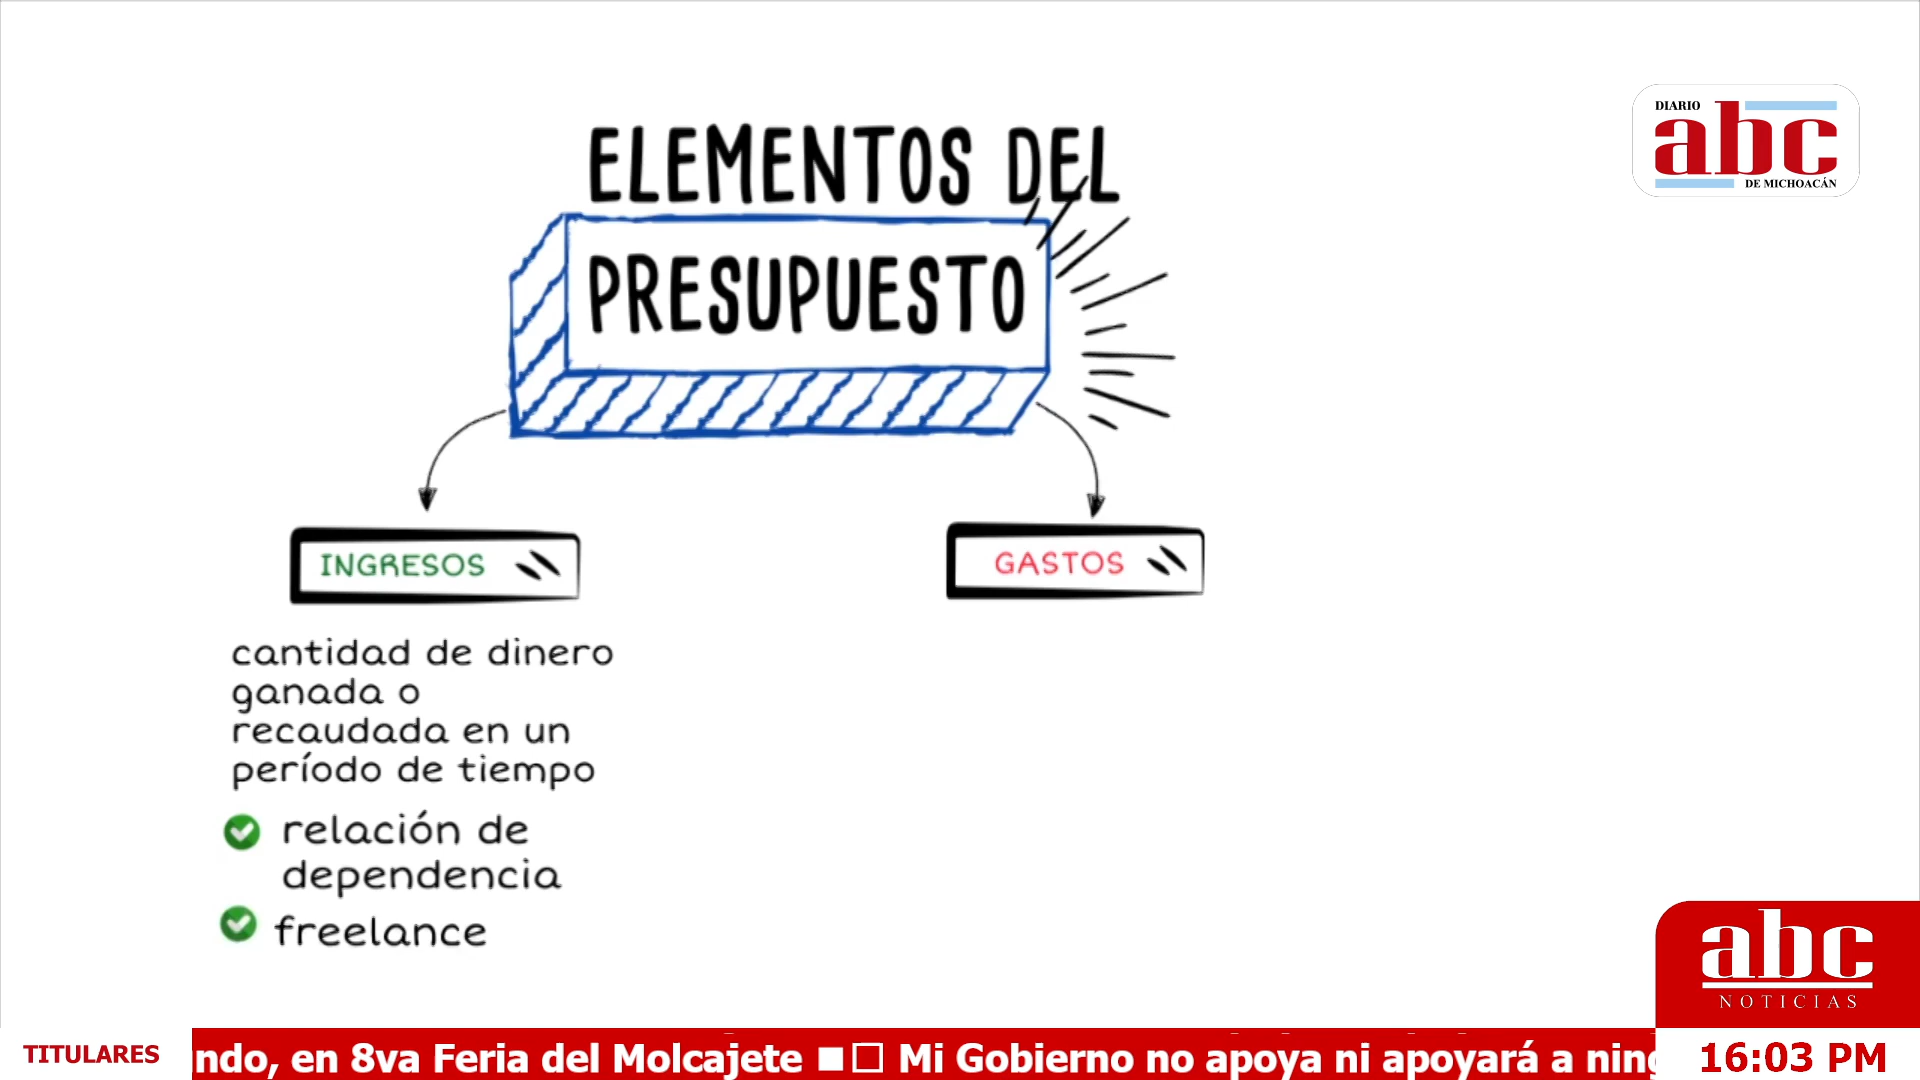 ELEMENTOS DEL
PRESUPUESTO
DIARIO
abc
DE MICHOACÁN
INGRESOS
GASTOS
cantidad de dinero
ganada o
recaudada en un
período de tiempo
relación de
dependencia
freelance
abc
NOTICIAS
TITULARES
ndo, en 8va Feria del Molcajete ■□ Mi Gobierno no apoya ni apoyará a ning
16:03 PM